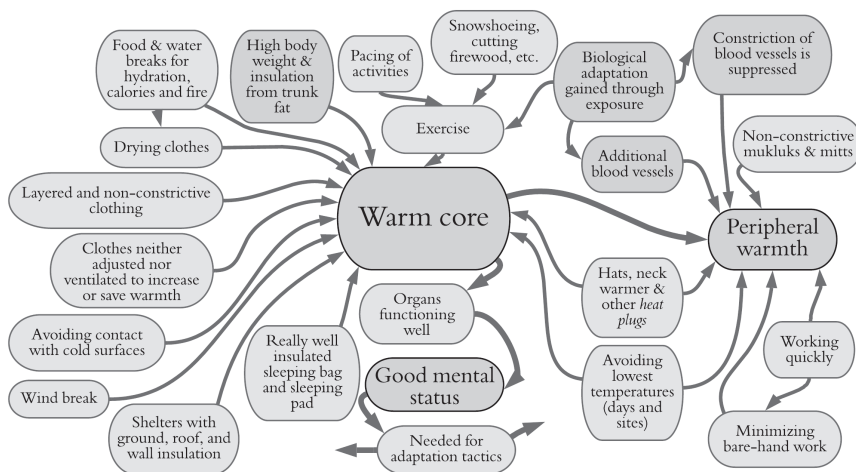 Food & water
breaks for
hydration,
calories and fire
High body
weight &
insulation
from trunk
fat
Pacing of
activities
Snowshoeing,
cutting
firewood, etc.
Biological
adaptation
gained through
exposure
Constriction of
blood vessels is
suppressed
Drying clothes
Exercise
Additional
blood vessels
Non-constrictive
mukluks & mitts
Layered and non-constrictive
clothing
Warm core
Peripheral
warmth
Clothes neither
adjusted nor
ventilated to increase
or save warmth
Organs
functioning
well
Hats, neck
warmer &
other heat
plugs
Avoiding contact
with cold surfaces
Really well
insulated
sleeping bag
and sleeping
pad
Good mental
status
Avoiding
lowest
temperatures
(days and
sites)
Working
quickly
Wind break
Shelters with
ground, roof, and
wall insulation
Needed for
adaptation tactics
Minimizing
bare-hand work